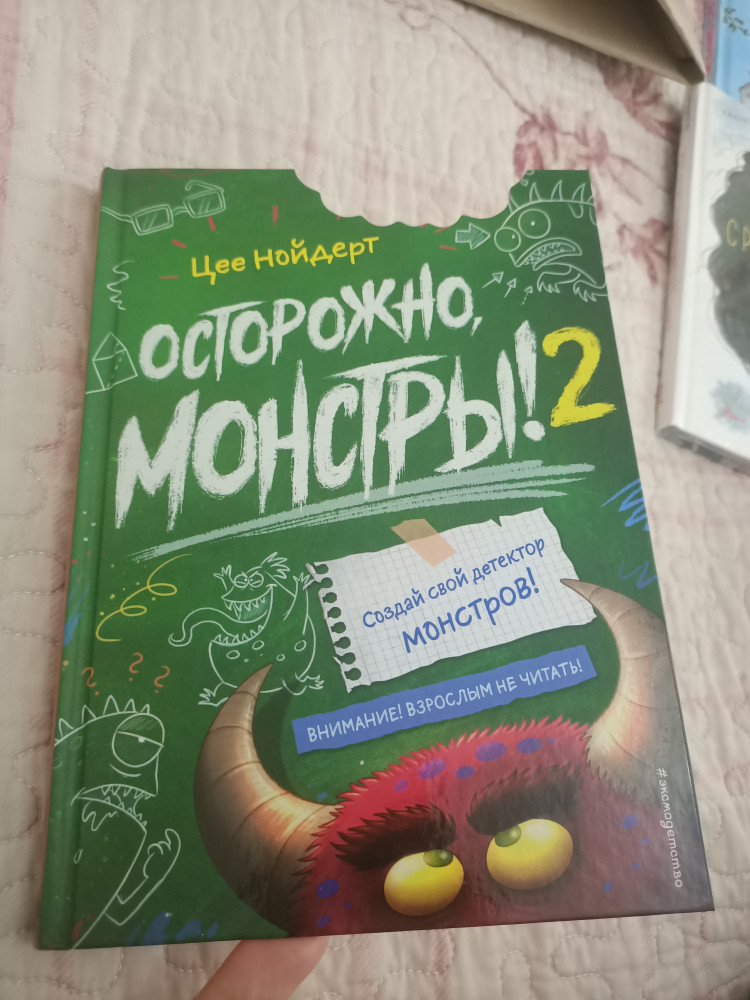 Цее Нойдерт
ОСТОРОЖНО,
МОНСТРЫ!2
Создай свой детектор
монстров!
ВНИМАНИЕ! ВЗРОСЛЫМ НЕ ЧИТАТЬ!
#эксмодетство